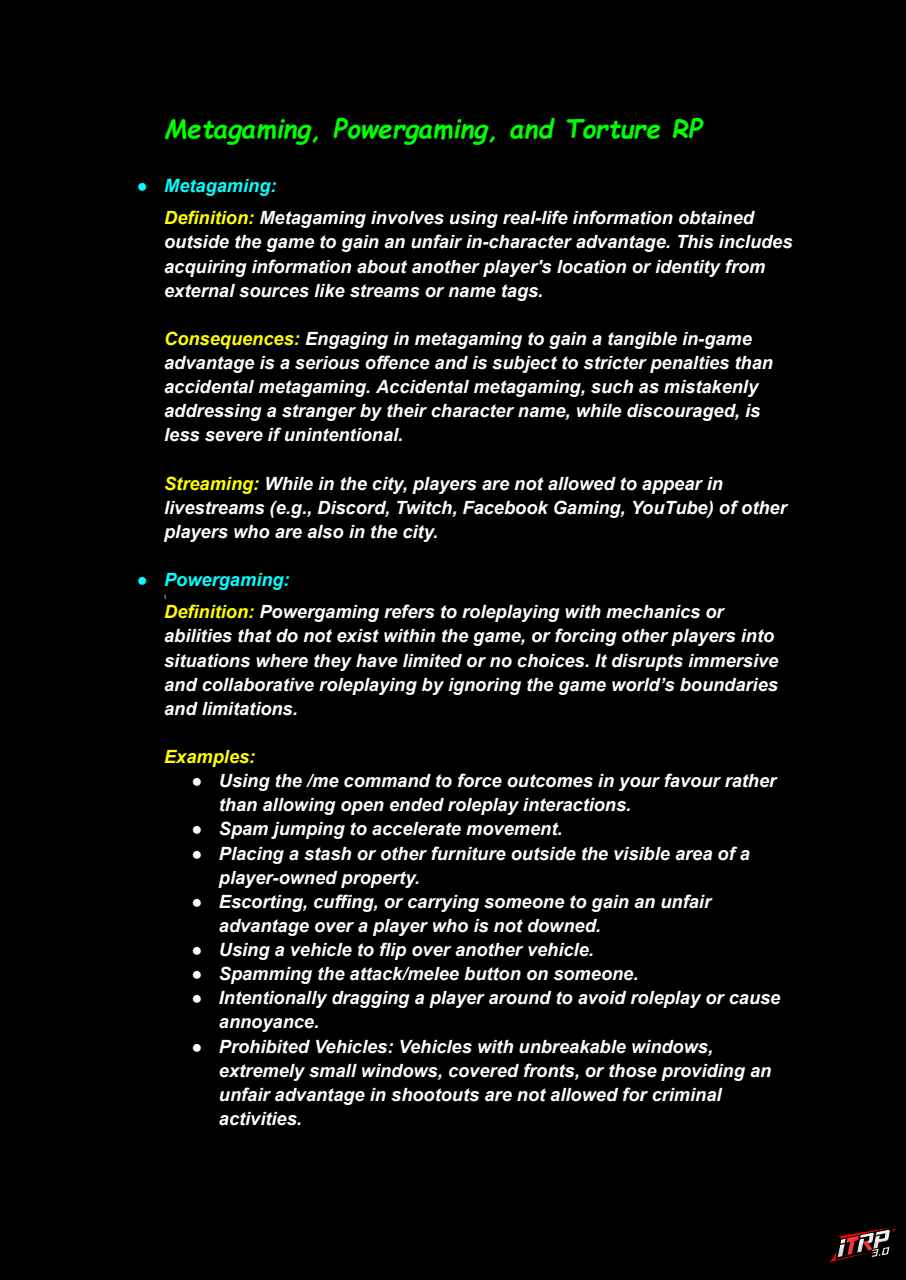 Metagaming, Powergaming, and Torture RP
● Metagaming:
Definition: Metagaming involves using real-life information obtained
outside the game to gain an unfair in-character advantage. This includes
acquiring information about another player's location or identity from
external sources like streams or name tags.
Consequences: Engaging in metagaming to gain a tangible in-game
advantage is a serious offence and is subject to stricter penalties than
accidental metagaming. Accidental metagaming, such as mistakenly
addressing a stranger by their character name, while discouraged, is
less severe if unintentional.
Streaming: While in the city, players are not allowed to appear in
livestreams (e.g., Discord, Twitch, Facebook Gaming, YouTube) of other
players who are also in the city.
● Powergaming:
\
Definition: Powergaming refers to roleplaying with mechanics or
abilities that do not exist within the game, or forcing other players into
situations where they have limited or no choices. It disrupts immersive
and collaborative roleplaying by ignoring the game world’s boundaries
and limitations.
Examples:
● Using the /me command to force outcomes in your favour rather
than allowing open ended roleplay interactions.
● Spam jumping to accelerate movement.
● Placing a stash or other furniture outside the visible area of a
player-owned property.
● Escorting, cuffing, or carrying someone to gain an unfair
advantage over a player who is not downed.
● Using a vehicle to flip over another vehicle.
● Spamming the attack/melee button on someone.
● Intentionally dragging a player around to avoid roleplay or cause
annoyance.
● Prohibited Vehicles: Vehicles with unbreakable windows,
extremely small windows, covered fronts, or those providing an
unfair advantage in shootouts are not allowed for criminal
activities.
iTRP
3.0